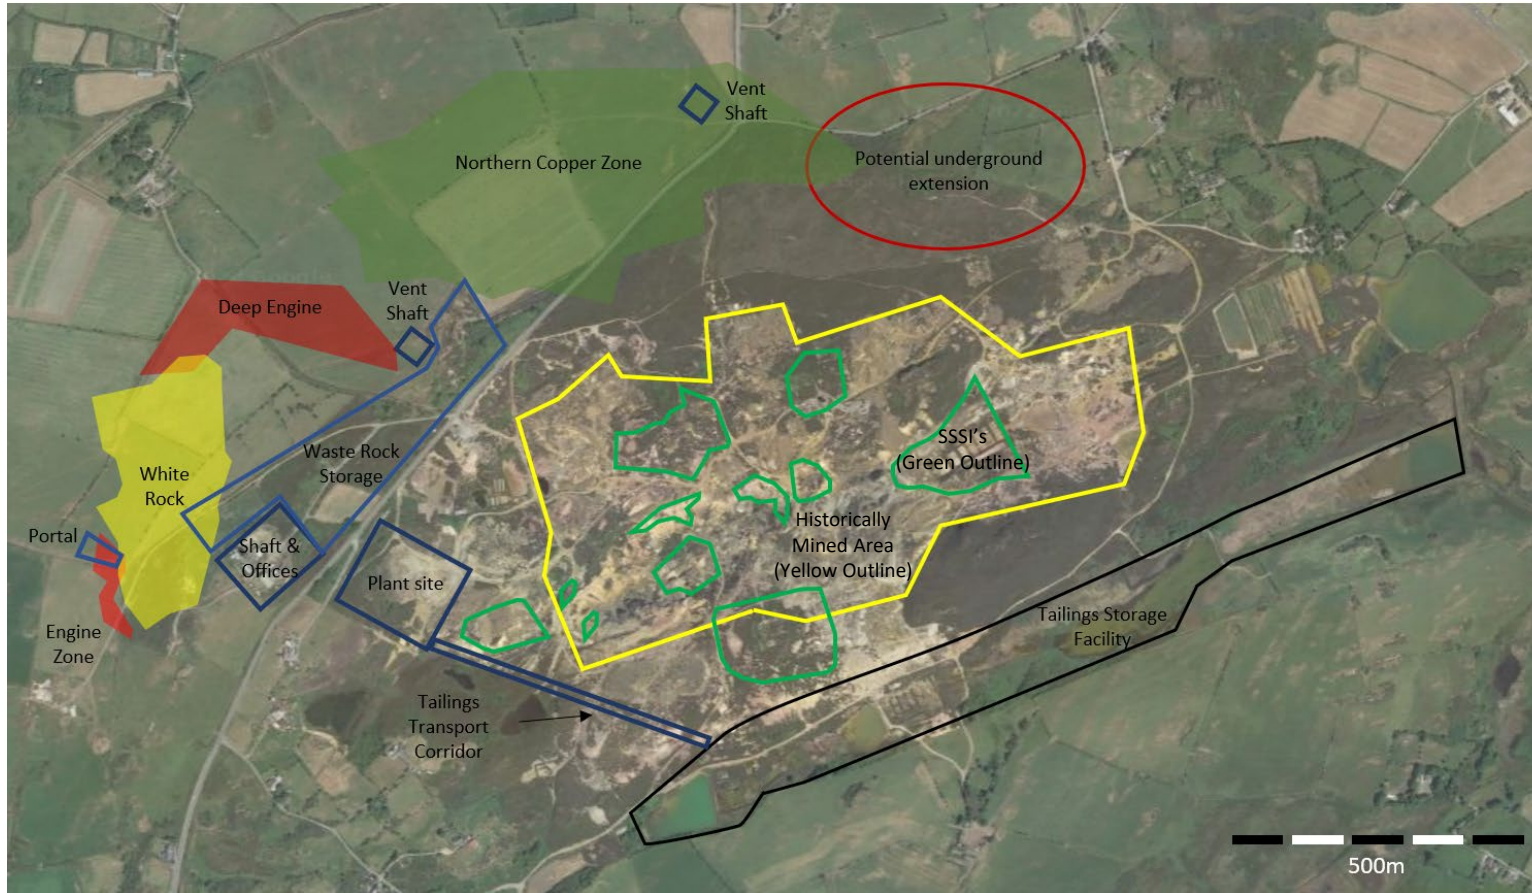 Vent
Shaft
Northern Copper Zone
Potential underground
extension
Vent
Shaft
Deep Engine
SSSI's
(Green Outline)
Waste Rock
Storage
White
Rock
Historically
Mined Area
(Yellow Outline)
Portal
Shaft &
Offices
Plant site
Tailings Storage
Facility
Engine
Zone
Tailings
Transport
Corridor
500m